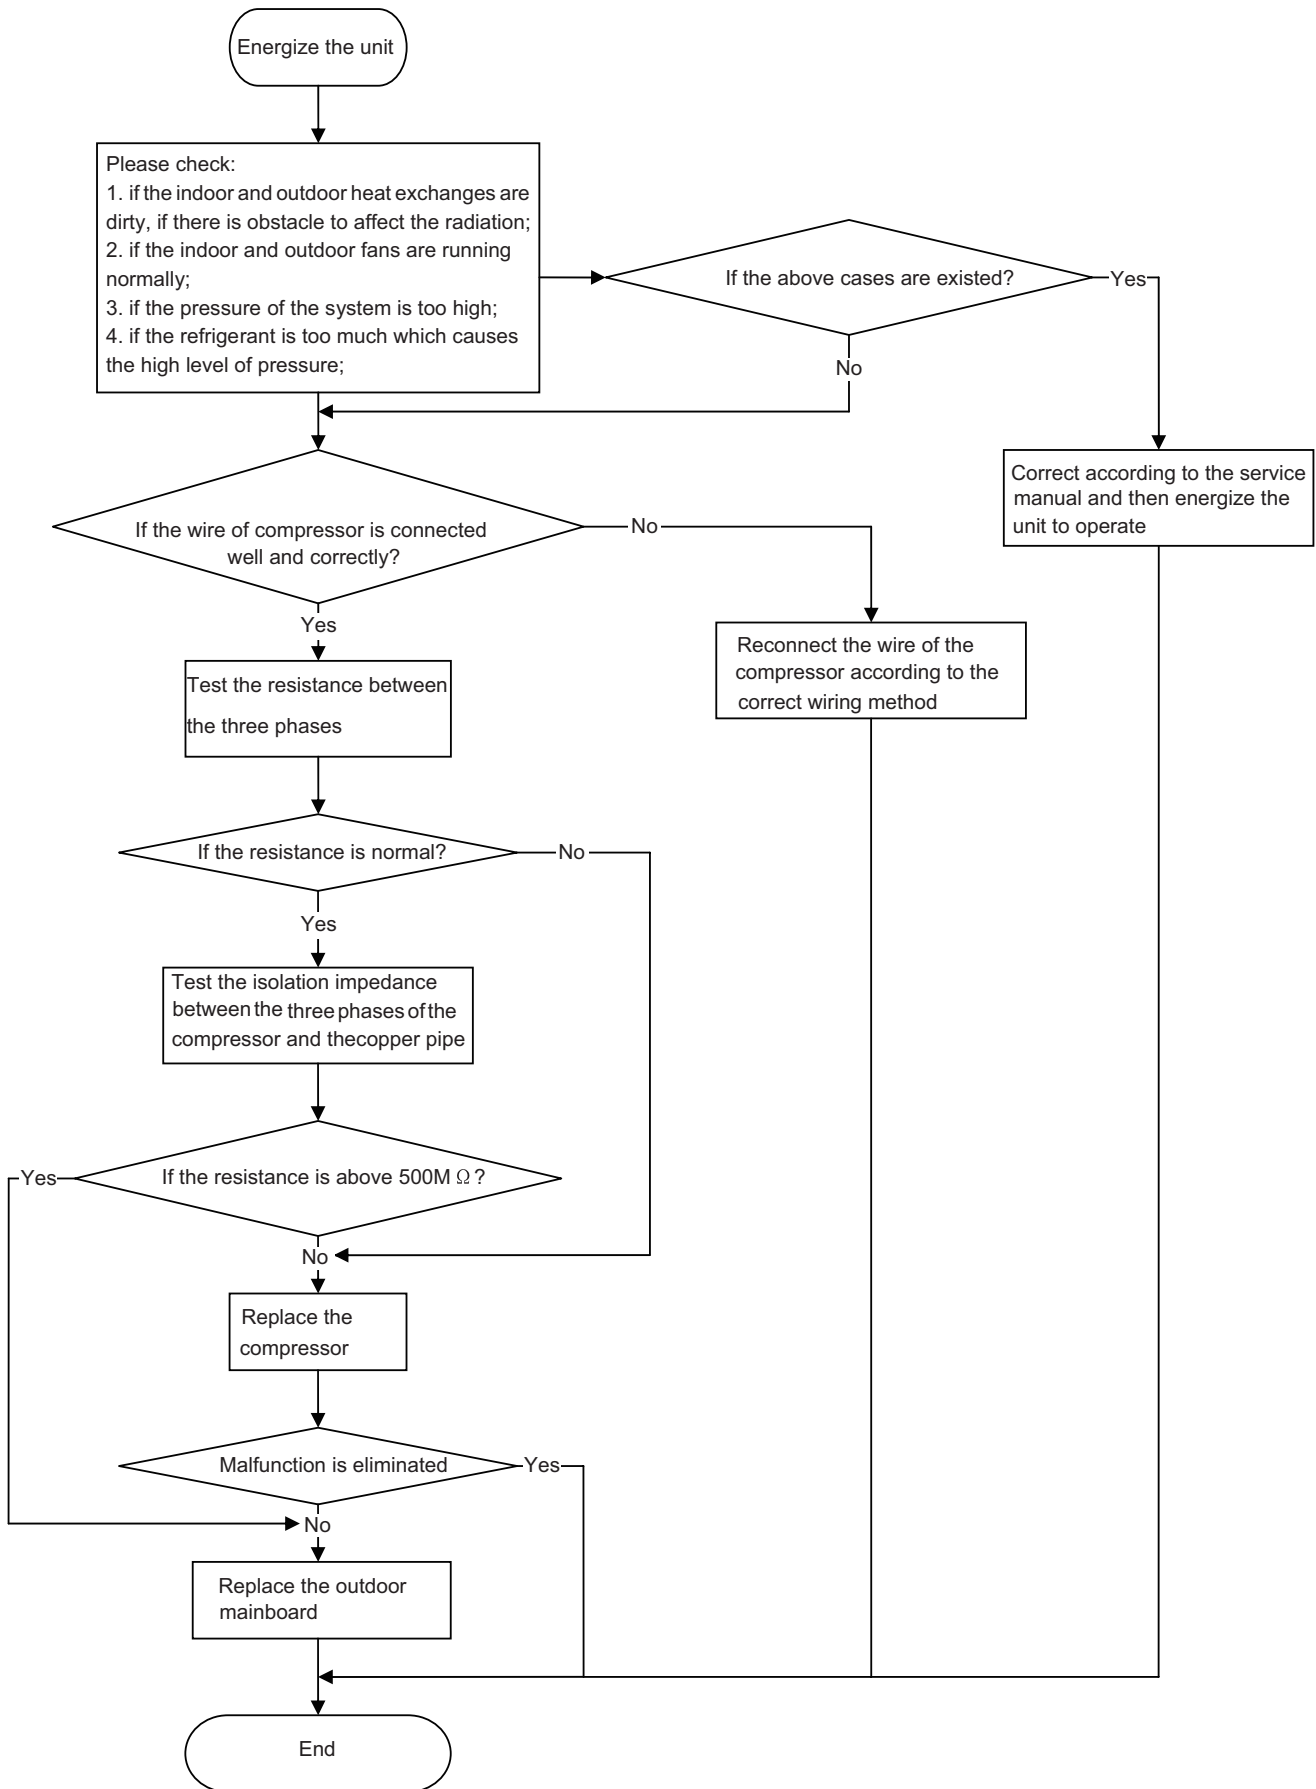 Energize the unit
Please check:
1. if the indoor and outdoor heat exchanges are
dirty, if there is obstacle to affect the radiation;
2. if the indoor and outdoor fans are running
normally;
3. if the pressure of the system is too high;
4. if the refrigerant is too much which causes
the high level of pressure;
If the above cases are existed?
Yes
No
Correct according to the service
manual and then energize the
unit to operate
If the wire of compressor is connected
well and correctly?
No
Yes
Reconnect the wire of the
compressor according to the
correct wiring method
Test the resistance between
the three phases
If the resistance is normal?
No
Yes
Test the isolation impedance
between the three phases of the
compressor and thecopper pipe
If the resistance is above 500M Ω ?
Yes
No
Replace the
compressor
Malfunction is eliminated
Yes
No
Replace the outdoor
mainboard
End